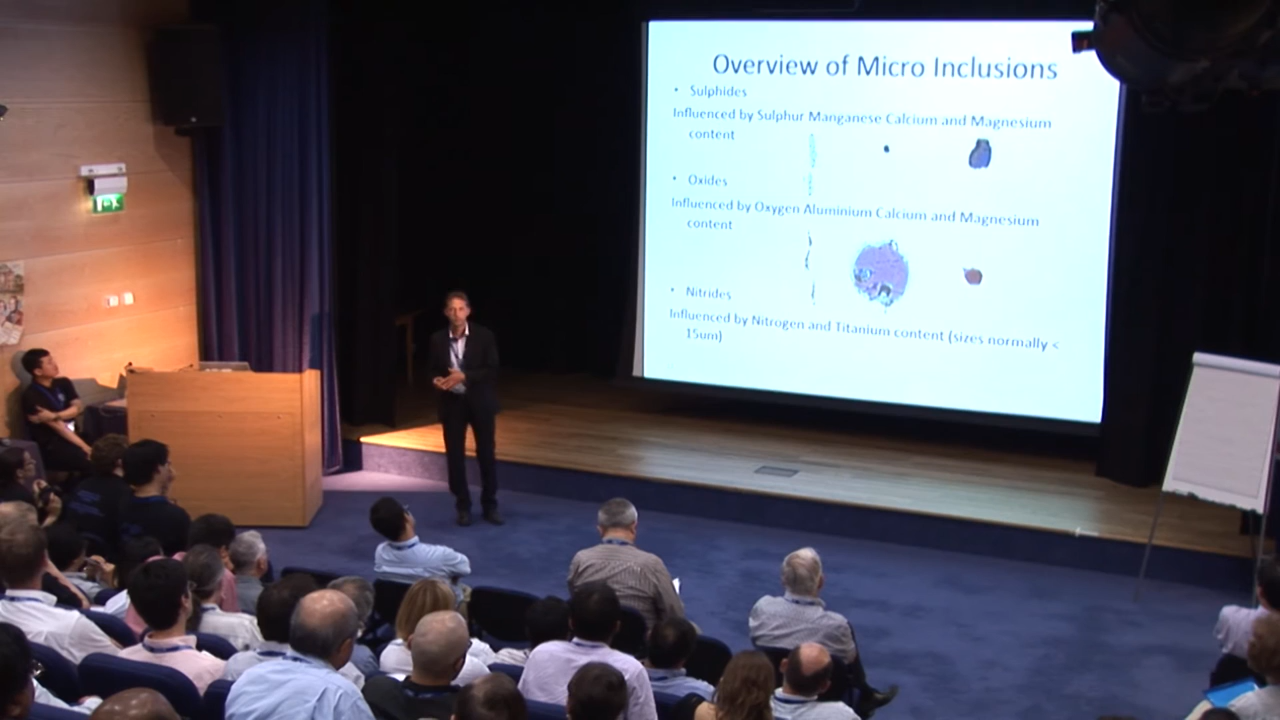 Overview of Micro Inclusions
• Sulphides
Influenced by Sulphur Manganese Calcium and Magnesium
content
• Oxides
Influenced by Oxygen Aluminium Calcium and Magnesium
content
• Nitrides
Influenced by Nitrogen and Titanium content (sizes normally <
15um)